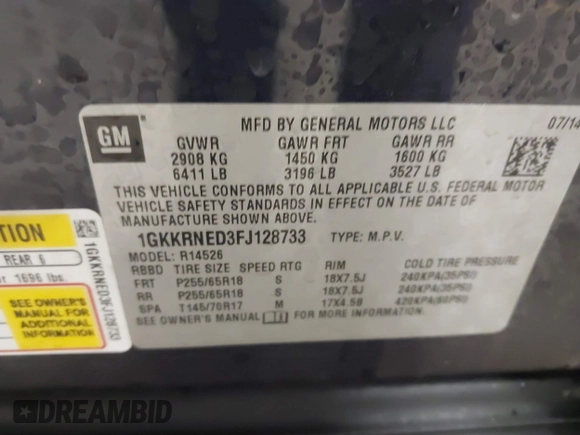 GM
MFD BY GENERAL MOTORS LLC
07/14
GVWR GAWR FRT GAWR RR
2908 KG 1450 KG 1600 KG
6411 LB 3196 LB 3527 LB
THIS VEHICLE CONFORMS TO ALL APPLICABLE U.S. FEDERAL MOTOR
VEHICLE SAFETY STANDARDS IN EFFECT ON THE DATE OF
MANUFACTURE SHOWN ABOVE.
1GKKRNED3FJ128733 TYPE: M.P.V.
MODEL: R14526
RBBD TIRE SIZE SPEED RTG RIM COLD TIRE PRESSURE
FRT P255/65R18 S 18X7.5J 240KPA(35PSI)
RR P255/65R18 S 18X7.5J 240KPA(35PSI)
SPA T145/70R17 M 17X4.5B 420KPA(60PSI)
SEE OWNER'S MANUAL FOR MORE INFORMATION.
TION
REAR 6
r 1696 lbs.
SEE OWNER'S
MANUAL FOR
ADDITIONAL
INFORMATION
1GKKRNED3FJ128733
DREAMBID